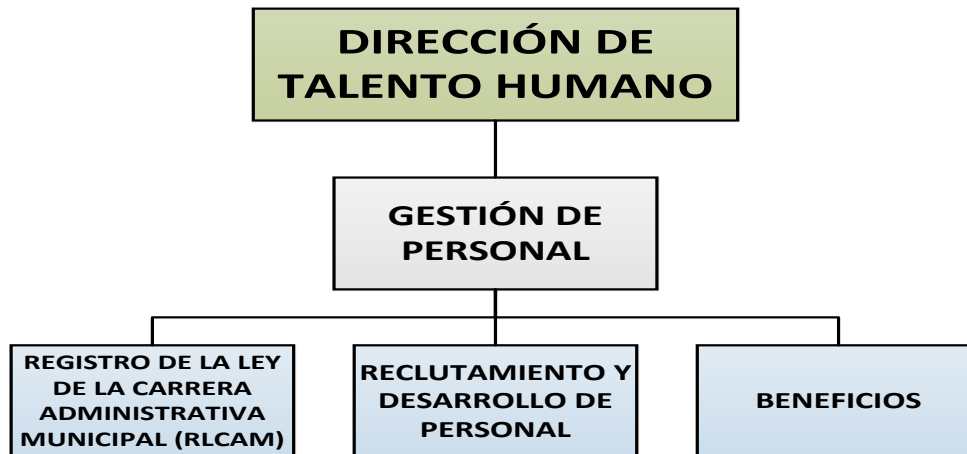 DIRECCIÓN DE
TALENTO HUMANO
GESTIÓN DE
PERSONAL
REGISTRO DE LA LEY
DE LA CARRERA
ADMINISTRATIVA
MUNICIPAL (RLCAM)
RECLUTAMIENTO Y
DESARROLLO DE
PERSONAL
BENEFICIOS